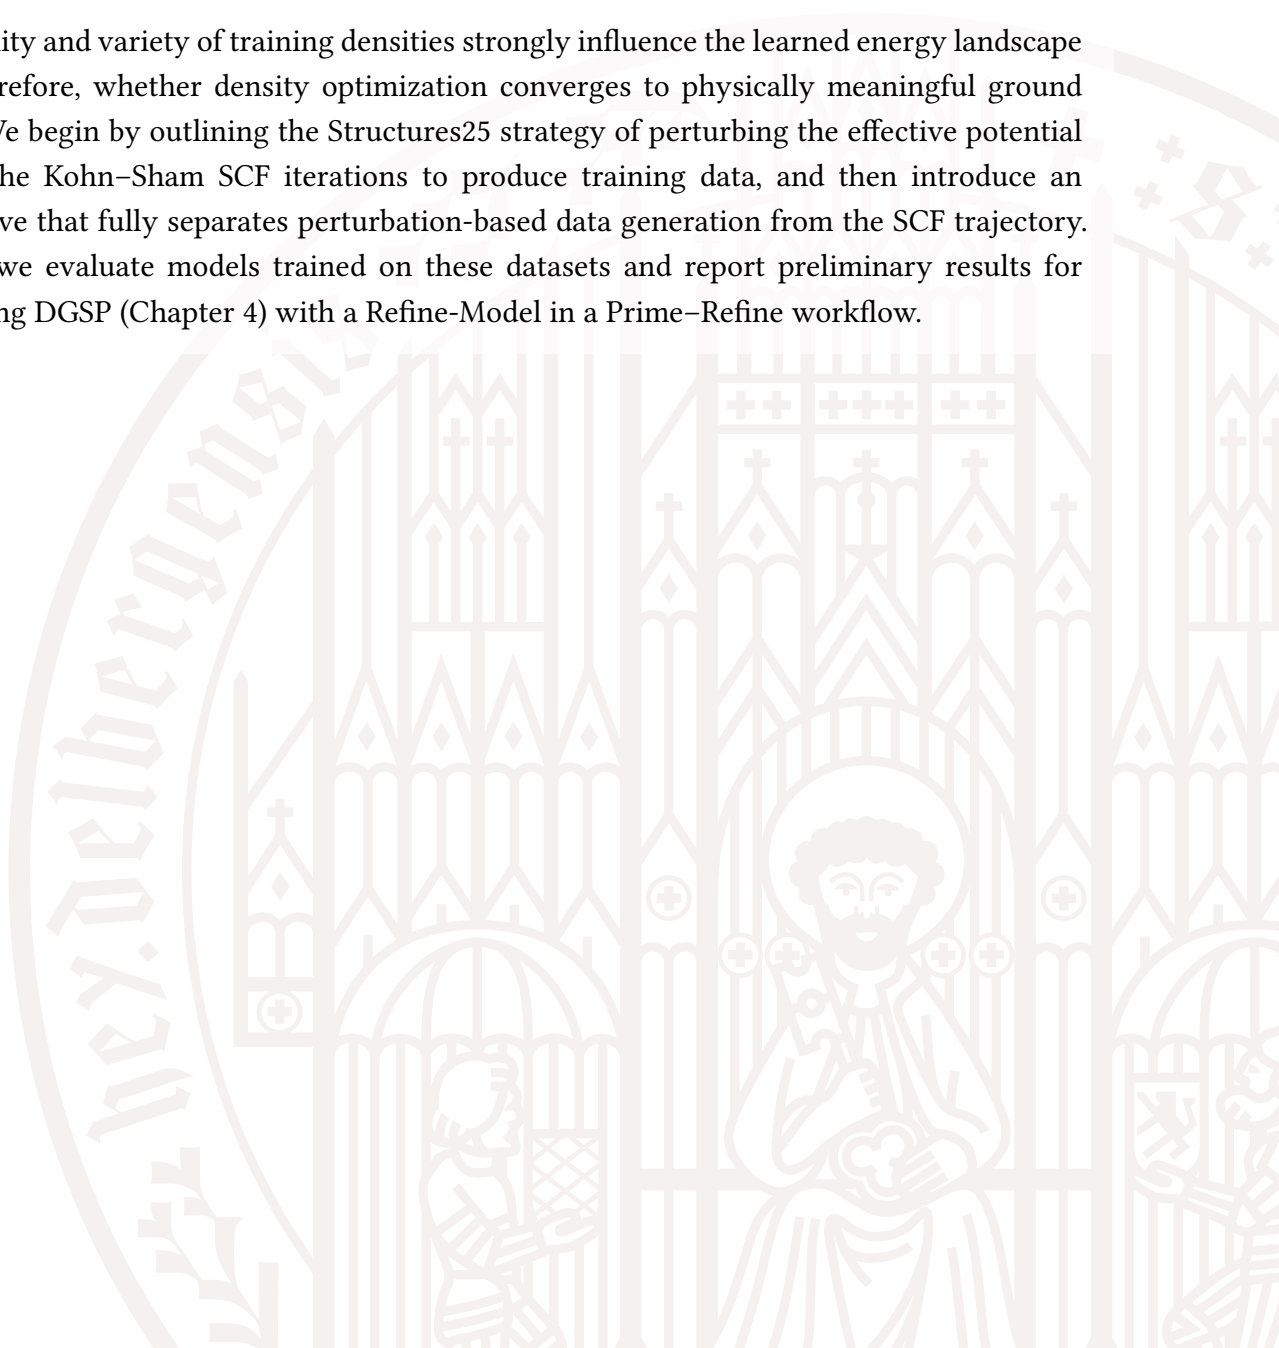 ity and variety of training densities strongly influence the learned energy landscape
refore, whether density optimization converges to physically meaningful ground
We begin by outlining the Structures25 strategy of perturbing the effective potential
he Kohn–Sham SCF iterations to produce training data, and then introduce an
ve that fully separates perturbation-based data generation from the SCF trajectory.
we evaluate models trained on these datasets and report preliminary results for
ng DGSP (Chapter 4) with a Refine-Model in a Prime–Refine workflow.